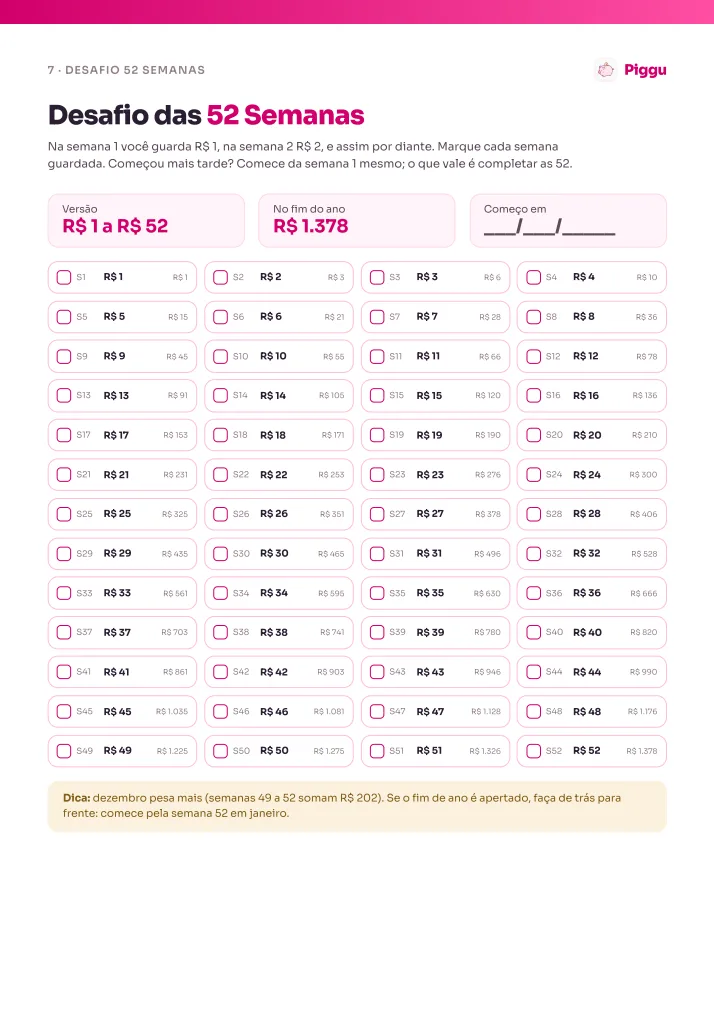 7 · DESAFIO 52 SEMANAS
Piggu
Desafio das 52 Semanas
Na semana 1 você guarda R$ 1, na semana 2 R$ 2, e assim por diante. Marque cada semana
guardada. Começou mais tarde? Comece da semana 1 mesmo; o que vale é completar as 52.
Versão
R$ 1 a R$ 52
No fim do ano
R$ 1.378
Começo em
___/___/_____
S1 R$ 1 R$ 1
S2 R$ 2 R$ 3
S3 R$ 3 R$ 6
S4 R$ 4 R$ 10
S5 R$ 5 R$ 15
S6 R$ 6 R$ 21
S7 R$ 7 R$ 28
S8 R$ 8 R$ 36
S9 R$ 9 R$ 45
S10 R$ 10 R$ 55
S11 R$ 11 R$ 66
S12 R$ 12 R$ 78
S13 R$ 13 R$ 91
S14 R$ 14 R$ 105
S15 R$ 15 R$ 120
S16 R$ 16 R$ 136
S17 R$ 17 R$ 153
S18 R$ 18 R$ 171
S19 R$ 19 R$ 190
S20 R$ 20 R$ 210
S21 R$ 21 R$ 231
S22 R$ 22 R$ 253
S23 R$ 23 R$ 276
S24 R$ 24 R$ 300
S25 R$ 25 R$ 325
S26 R$ 26 R$ 351
S27 R$ 27 R$ 378
S28 R$ 28 R$ 406
S29 R$ 29 R$ 435
S30 R$ 30 R$ 465
S31 R$ 31 R$ 496
S32 R$ 32 R$ 528
S33 R$ 33 R$ 561
S34 R$ 34 R$ 595
S35 R$ 35 R$ 630
S36 R$ 36 R$ 666
S37 R$ 37 R$ 703
S38 R$ 38 R$ 741
S39 R$ 39 R$ 780
S40 R$ 40 R$ 820
S41 R$ 41 R$ 861
S42 R$ 42 R$ 903
S43 R$ 43 R$ 946
S44 R$ 44 R$ 990
S45 R$ 45 R$ 1.035
S46 R$ 46 R$ 1.081
S47 R$ 47 R$ 1.128
S48 R$ 48 R$ 1.176
S49 R$ 49 R$ 1.225
S50 R$ 50 R$ 1.275
S51 R$ 51 R$ 1.326
S52 R$ 52 R$ 1.378
Dica: dezembro pesa mais (semanas 49 a 52 somam R$ 202). Se o fim de ano é apertado, faça de trás para
frente: comece pela semana 52 em janeiro.